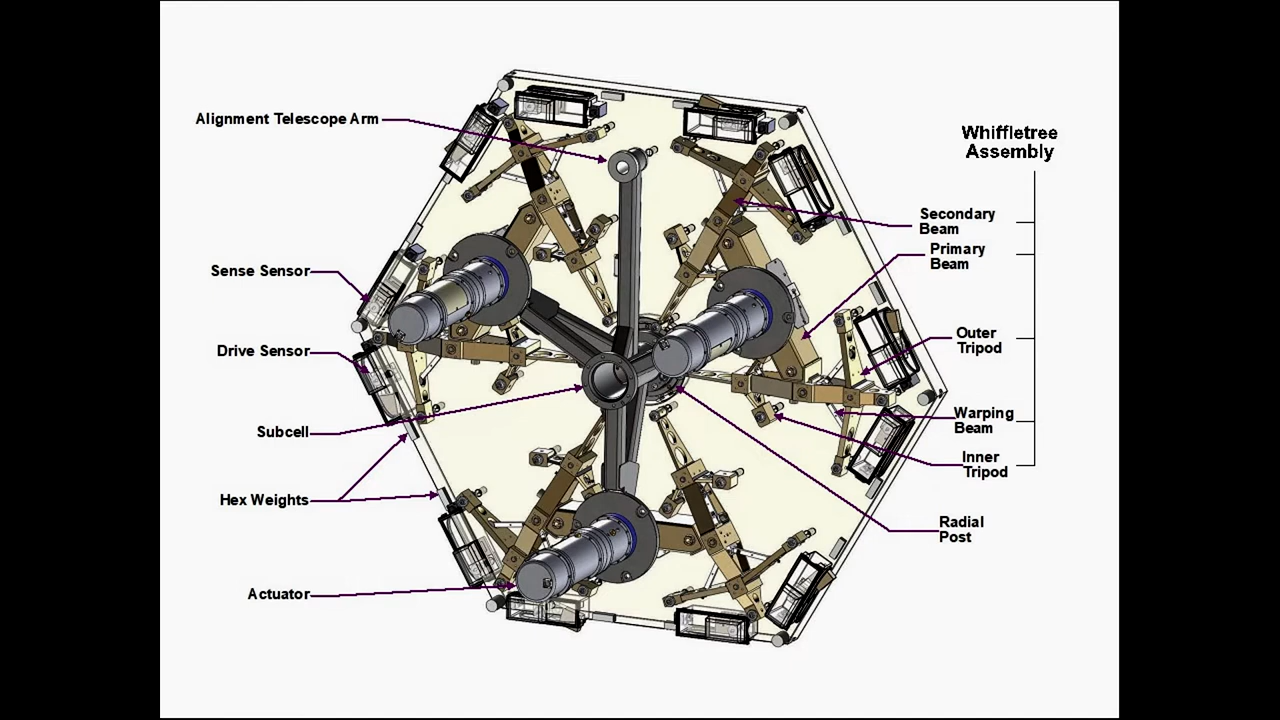 Alignment Telescope Arm
Whiffletree
Assembly
Secondary
Beam
Primary
Beam
Sense Sensor
Outer
Tripod
Drive Sensor
Warping
Beam
Subcell
Inner
Tripod
Hex Weights
Radial
Post
Actuator